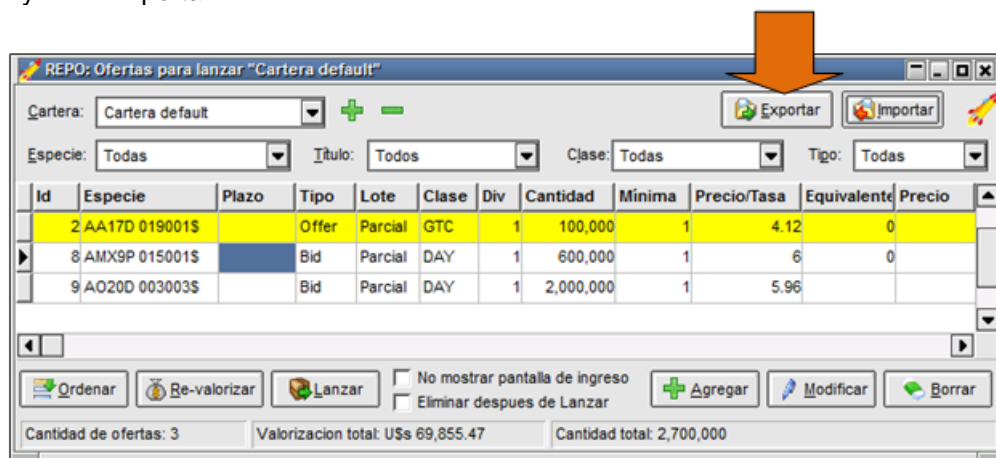 REPO: Ofertas para lanzar "Cartera default"
Cartera: Cartera default Exportar Importar
Especie: Todas Título: Todos Clase: Todas Tipo: Todas
Id Especie Plazo Tipo Lote Clase Div Cantidad Mínima Precio/Tasa Equivalente Precio
2 AA17D 019001$ Offer Parcial GTC 1 100,000 1 4.12 0
8 AMX9P 015001$ Bid Parcial DAY 1 600,000 1 6 0
9 AO20D 003003$ Bid Parcial DAY 1 2,000,000 1 5.96
Ordenar Re-valorizar Lanzar No mostrar pantalla de ingreso Agregar Modificar Borrar
Eliminar despues de Lanzar
Cantidad de ofertas: 3 Valorizacion total: U$s 69,855.47 Cantidad total: 2,700,000